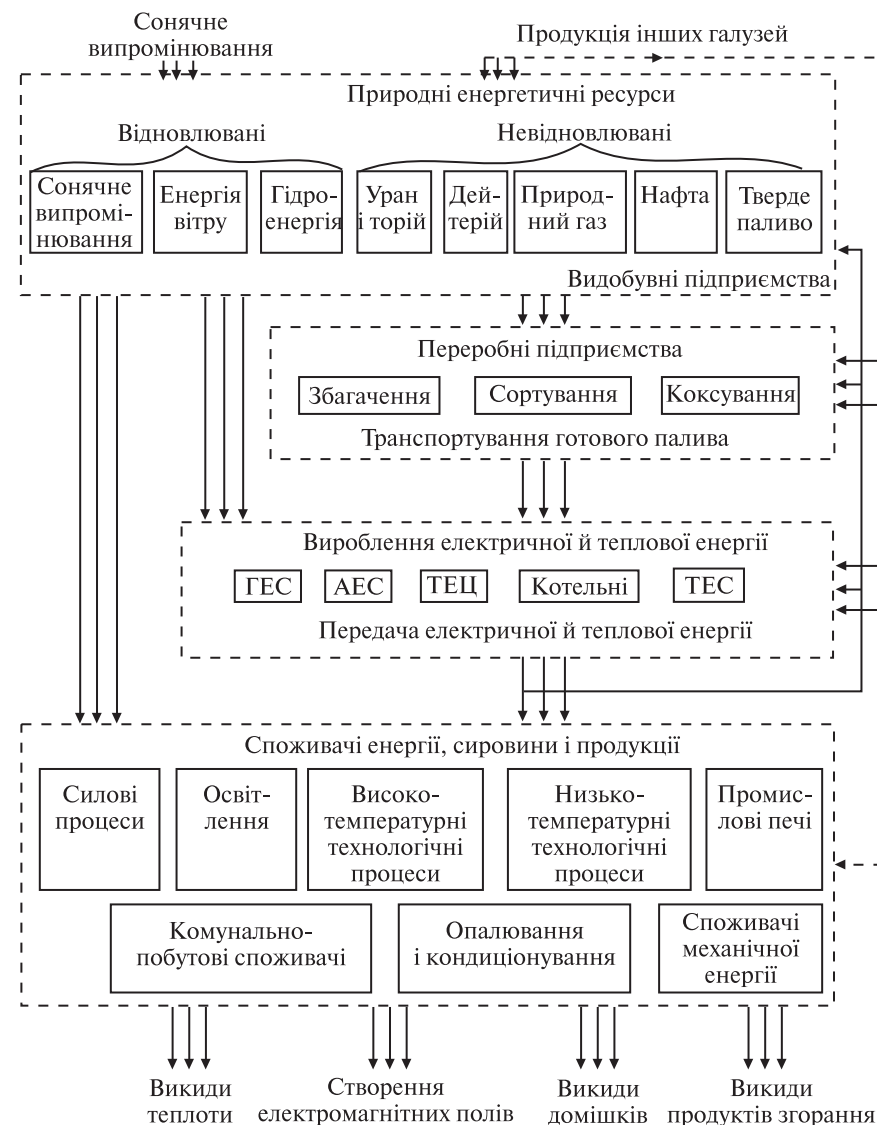 Сонячне
випромінювання
Продукція інших галузей
Природні енергетичні ресурси
Відновлювані
Невідновлювані
Сонячне
випромі-
нювання
Енергія
вітру
Гідро-
енергія
Уран
і торій
Дей-
терій
Природ-
ний газ
Нафта
Тверде
паливо
Видобувні підприємства
Переробні підприємства
Збагачення
Сортування
Коксування
Транспортування готового палива
Вироблення електричної й теплової енергії
ГЕС
АЕС
ТЕЦ
Котельні
ТЕС
Передача електричної й теплової енергії
Споживачі енергії, сировини і продукції
Силові
процеси
Освіт-
лення
Високо-
температурні
технологічні
процеси
Низько-
температурні
технологічні
процеси
Промис-
лові печі
Комунально-
побутові споживачі
Опалювання
і кондиціонування
Споживачі
механічної
енергії
Викиди
теплоти
Створення
електромагнітних полів
Викиди
домішків
Викиди
продуктів згорання